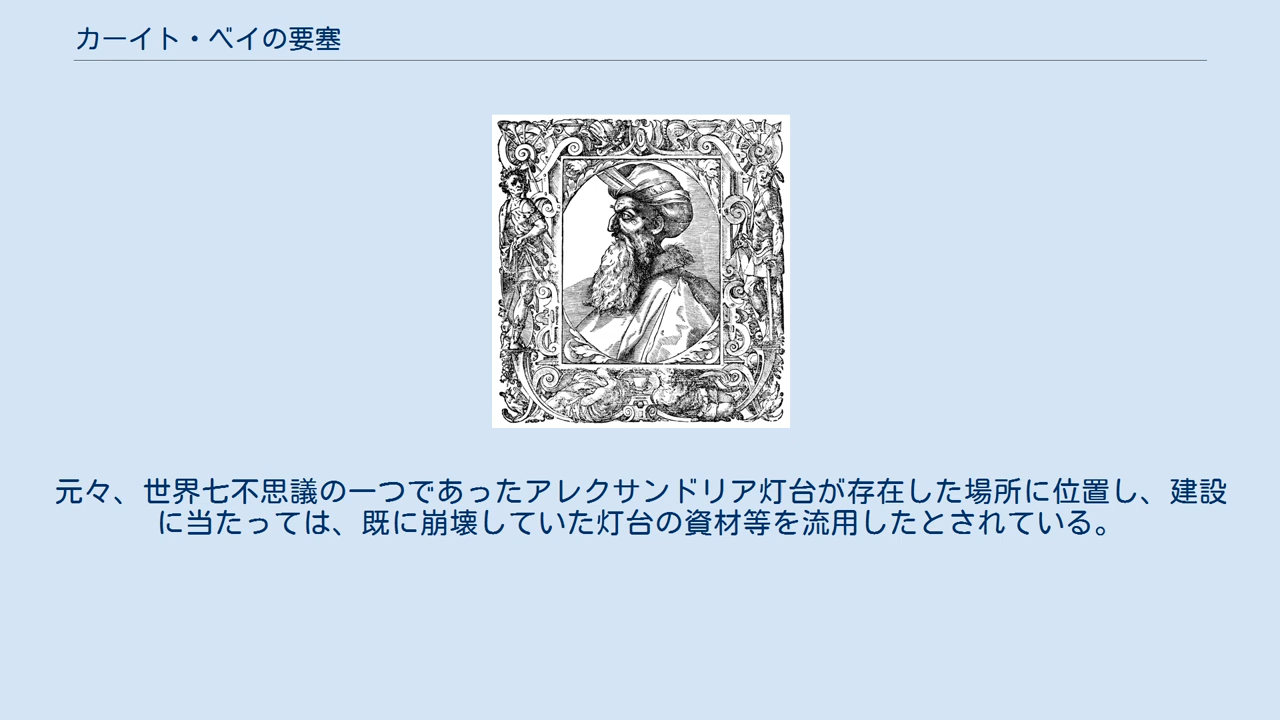 カーイト・ベイの要塞
元々、世界七不思議の一つであったアレクサンドリア灯台が存在した場所に位置し、建設
に当たっては、既に崩壊していた灯台の資材等を流用したとされている。